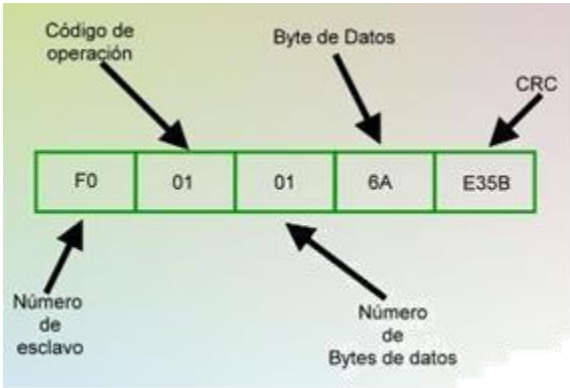 Código de
operación
Byte de Datos
CRC
F0 01 01 6A E35B
Número
de
esclavo
Número
de
Bytes de datos